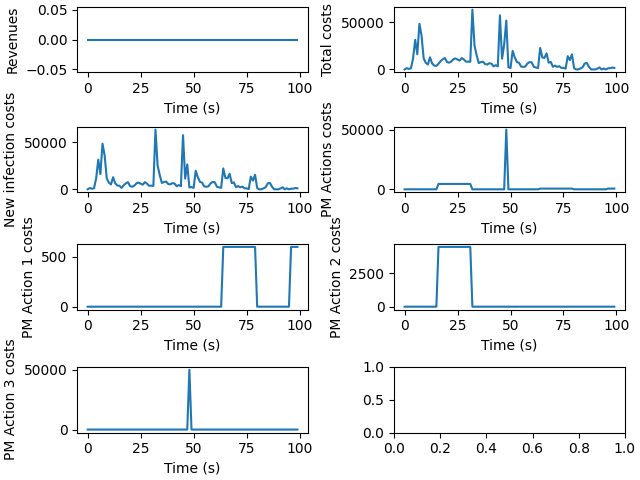 Revenues
0.05
0.00
−0.05
0 25 50 75 100
Time (s)
Total costs
50000
0
0 25 50 75 100
Time (s)
New infection costs
50000
0
0 25 50 75 100
Time (s)
PM Actions costs
50000
0
0 25 50 75 100
Time (s)
PM Action 1 costs
500
0
0 25 50 75 100
Time (s)
PM Action 2 costs
2500
0
0 25 50 75 100
Time (s)
PM Action 3 costs
50000
0
0 25 50 75 100
Time (s)
1.0
0.5
0.0
0.0 0.2 0.4 0.6 0.8 1.0